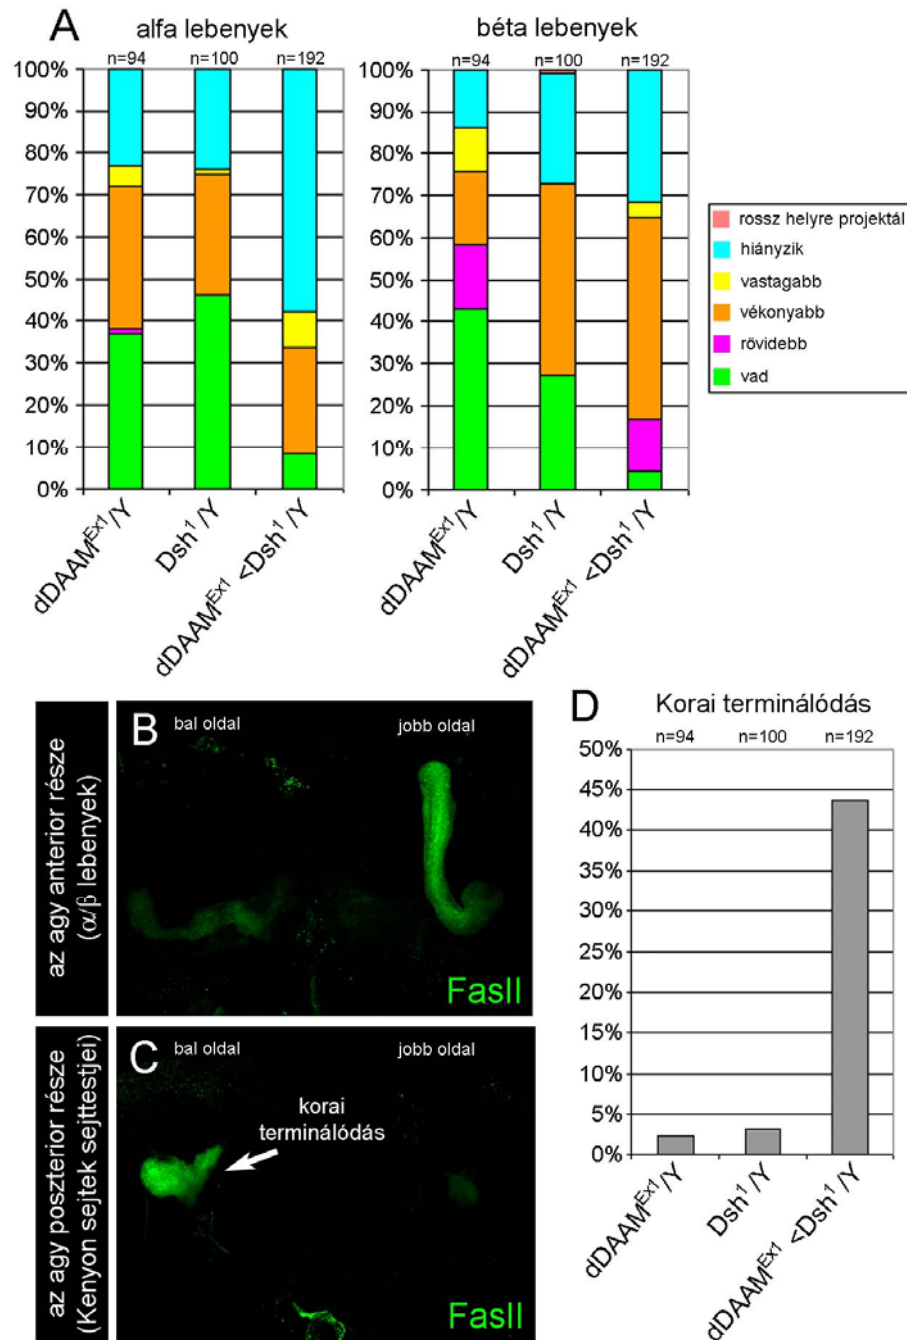 A
alfa lebenyek
n=94 n=100 n=192
100%
90%
80%
70%
60%
50%
40%
30%
20%
10%
0%
dDAAM^Ex1/Y
Dsh^1/Y
dDAAM^Ex1 <Dsh^1/Y
béta lebenyek
n=94 n=100 n=192
100%
90%
80%
70%
60%
50%
40%
30%
20%
10%
0%
dDAAM^Ex1/Y
Dsh^1/Y
dDAAM^Ex1 <Dsh^1/Y
rossz helyre projektál
hiányzik
vastagabb
vékonyabb
rövidebb
vad
az agy anterior része
(α/β lebenyek)
B
bal oldal
jobb oldal
FasII
az agy poszterior része
(Kenyon sejtek sejttestjei)
C
bal oldal
jobb oldal
korai
terminálódás
FasII
D
Korai terminálódás
n=94 n=100 n=192
50%
45%
40%
35%
30%
25%
20%
15%
10%
5%
0%
dDAAM^Ex1/Y
Dsh^1/Y
dDAAM^Ex1 <Dsh^1/Y